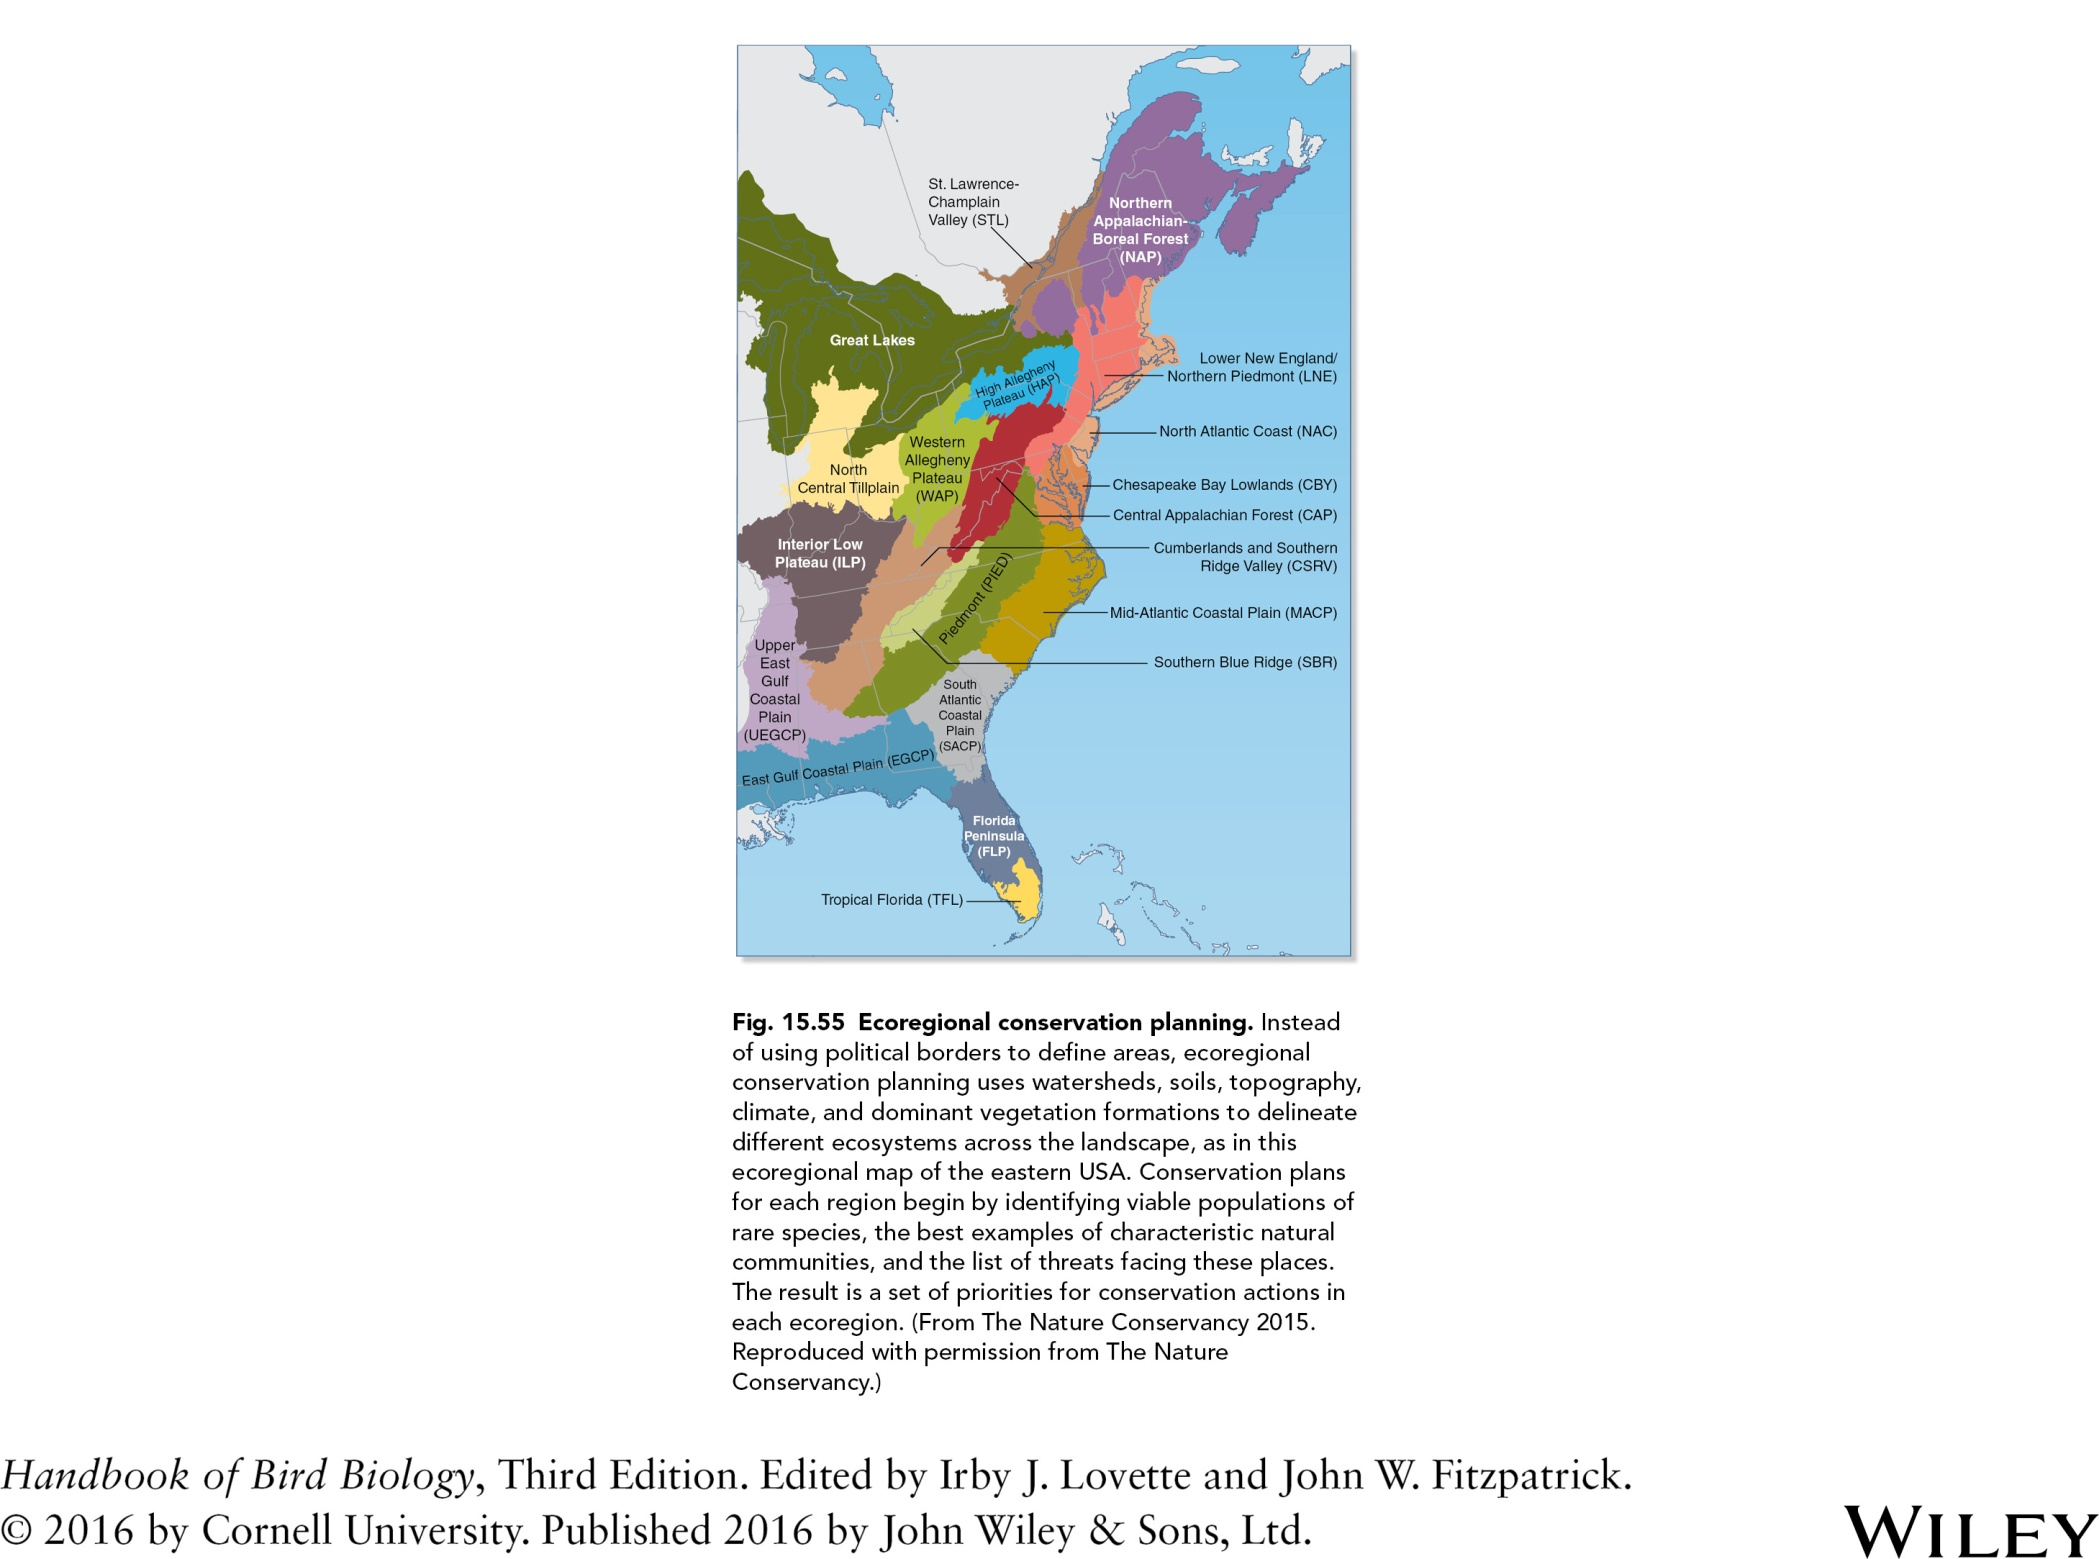 St. Lawrence-
Champlain
Valley (STL)
Northern
Appalachian-
Boreal Forest
(NAP)
Great Lakes
High Allegheny
Plateau (HAP)
Lower New England/
Northern Piedmont (LNE)
North Atlantic Coast (NAC)
Western
Allegheny
Plateau
(WAP)
North
Central Tillplain
Chesapeake Bay Lowlands (CBY)
Central Appalachian Forest (CAP)
Interior Low
Plateau (ILP)
Cumberlands and Southern
Ridge Valley (CSRV)
Piedmont (PIED)
Mid-Atlantic Coastal Plain (MACP)
Upper
East
Gulf
Coastal
Plain
(UEGCP)
Southern Blue Ridge (SBR)
South
Atlantic
Coastal
Plain
(SACP)
East Gulf Coastal Plain (EGCP)
Florida
Peninsula
(FLP)
Tropical Florida (TFL)
Fig. 15.55 Ecoregional conservation planning. Instead
of using political borders to define areas, ecoregional
conservation planning uses watersheds, soils, topography,
climate, and dominant vegetation formations to delineate
different ecosystems across the landscape, as in this
ecoregional map of the eastern USA. Conservation plans
for each region begin by identifying viable populations of
rare species, the best examples of characteristic natural
communities, and the list of threats facing these places.
The result is a set of priorities for conservation actions in
each ecoregion. (From The Nature Conservancy 2015.
Reproduced with permission from The Nature
Conservancy.)
Handbook of Bird Biology, Third Edition. Edited by Irby J. Lovette and John W. Fitzpatrick.
© 2016 by Cornell University. Published 2016 by John Wiley & Sons, Ltd.
WILEY